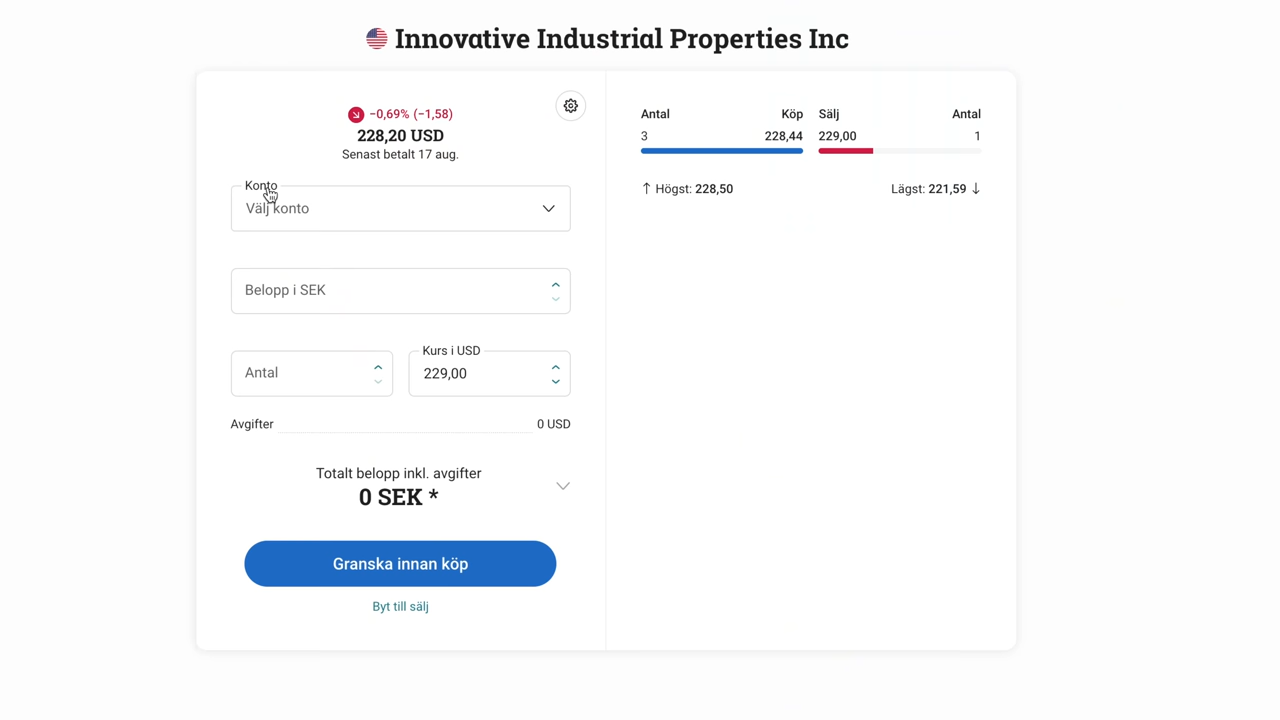 Innovative Industrial Properties Inc
−0,69% (−1,58)
228,20 USD
Senast betalt 17 aug.
Konto
Välj konto
Belopp i SEK
Antal
Kurs i USD
229,00
Avgifter 0 USD
Totalt belopp inkl. avgifter
0 SEK *
Granska innan köp
Byt till sälj
Antal Köp Sälj Antal
3 228,44 229,00 1
↑ Högst: 228,50 Lägst: 221,59 ↓